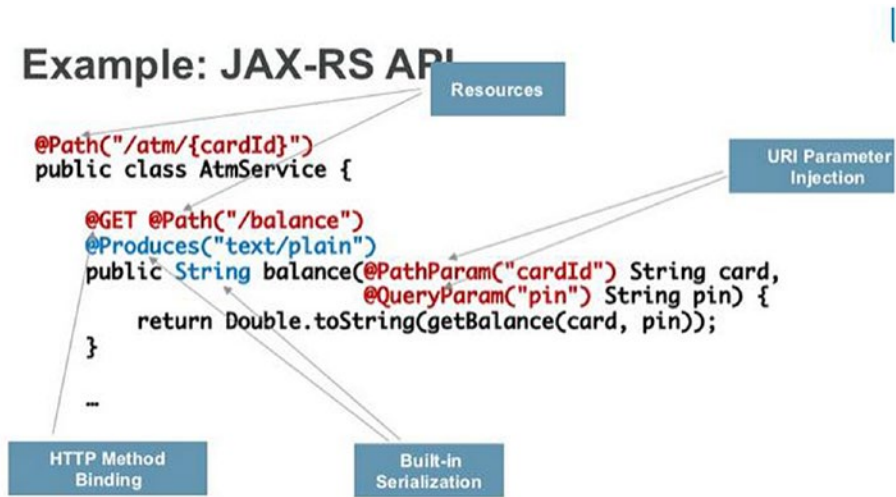 Example: JAX-RS API
Resources
@Path("/atm/{cardId}")
public class AtmService {
URI Parameter
Injection
@GET @Path("/balance")
@Produces("text/plain")
public String balance(@PathParam("cardId") String card,
@QueryParam("pin") String pin) {
return Double.toString(getBalance(card, pin));
}
…
HTTP Method
Binding
Built-in
Serialization